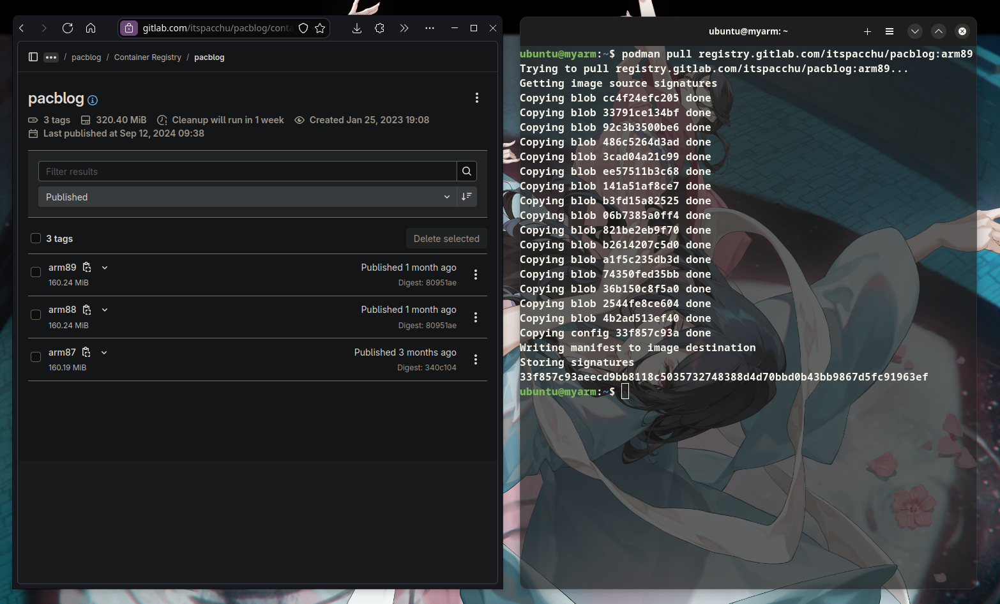 gitlab.com/itspacchu/pacblog/conta
pacblog / Container Registry / pacblog
pacblog
3 tags 320.40 MiB Cleanup will run in 1 week Created Jan 25, 2023 19:08
Last published at Sep 12, 2024 09:38
Filter results
Published
3 tags Delete selected
arm89 Published 1 month ago
160.24 MiB Digest: 80951ae
arm88 Published 1 month ago
160.24 MiB Digest: 80951ae
arm87 Published 3 months ago
160.19 MiB Digest: 340c104
ubuntu@myarm: ~
ubuntu@myarm:~$ podman pull registry.gitlab.com/itspacchu/pacblog:arm89
Trying to pull registry.gitlab.com/itspacchu/pacblog:arm89...
Getting image source signatures
Copying blob cc4f24efc205 done
Copying blob 33791ce134bf done
Copying blob 92c3b3500be6 done
Copying blob 486c5264d3ad done
Copying blob 3cad04a21c99 done
Copying blob ee57511b3c68 done
Copying blob 141a51af8ce7 done
Copying blob b3fd15a82525 done
Copying blob 06b7385a0ff4 done
Copying blob 821be2eb9f70 done
Copying blob b2614207c5d0 done
Copying blob a1f5c235db3d done
Copying blob 74350fed35bb done
Copying blob 36b150c8f5a0 done
Copying blob 2544fe8ce604 done
Copying blob 4b2ad513ef40 done
Copying config 33f857c93a done
Writing manifest to image destination
Storing signatures
33f857c93aeecd9bb8118c5035732748388d4d70bbd0b43bb9867d5fc91963ef
ubuntu@myarm:~$